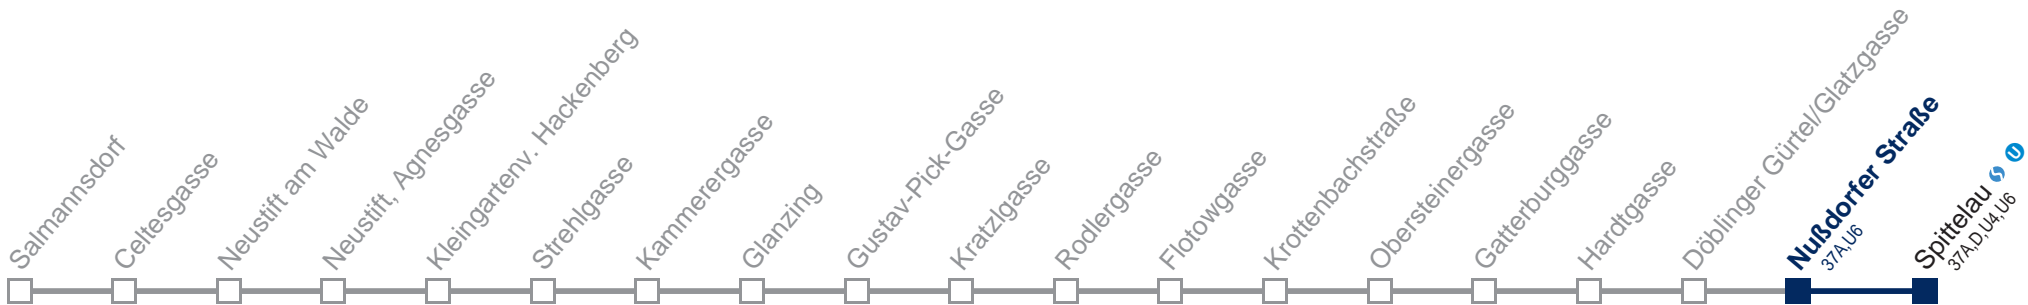 Salmannsdorf
Celtesgasse
Neustift am Walde
Neustift, Agnesgasse
Kleingartenv. Hackenberg
Strehlgasse
Kammerergasse
Glanzing
Gustav-Pick-Gasse
Kratzlgasse
Rodlergasse
Flotowgasse
Krottenbachstraße
Obersteinergasse
Gatterburggasse
Hardtgasse
Döblinger Gürtel/Glatzgasse
Nußdorfer Straße
37A,U6
Spittelau S U
37A,D,U4,U6